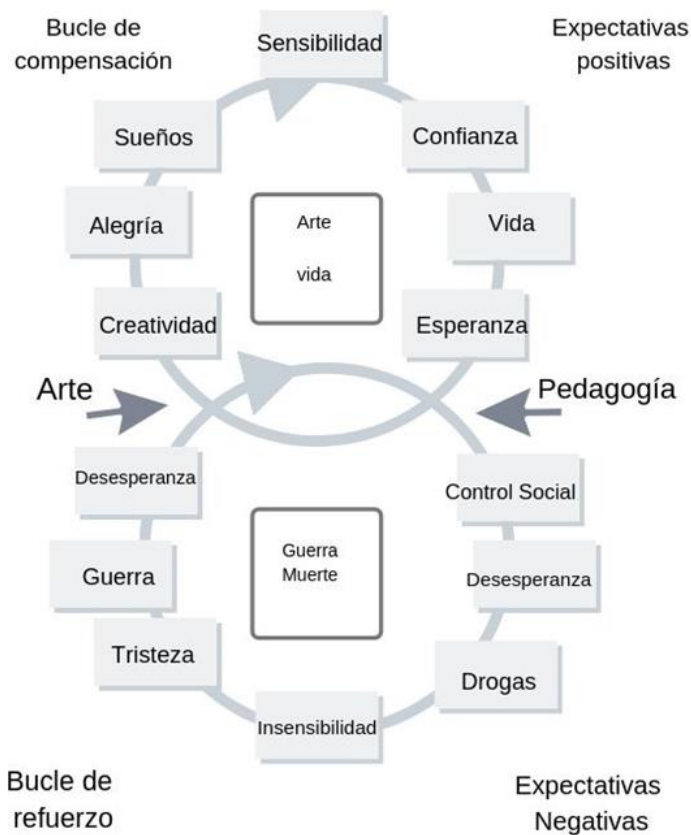 Bucle de
compensación
Sensibilidad
Expectativas
positivas
Sueños
Confianza
Alegría
Arte
vida
Vida
Creatividad
Esperanza
Arte
Pedagogía
Desesperanza
Control Social
Guerra
Guerra
Muerte
Desesperanza
Tristeza
Drogas
Insensibilidad
Bucle de
refuerzo
Expectativas
Negativas